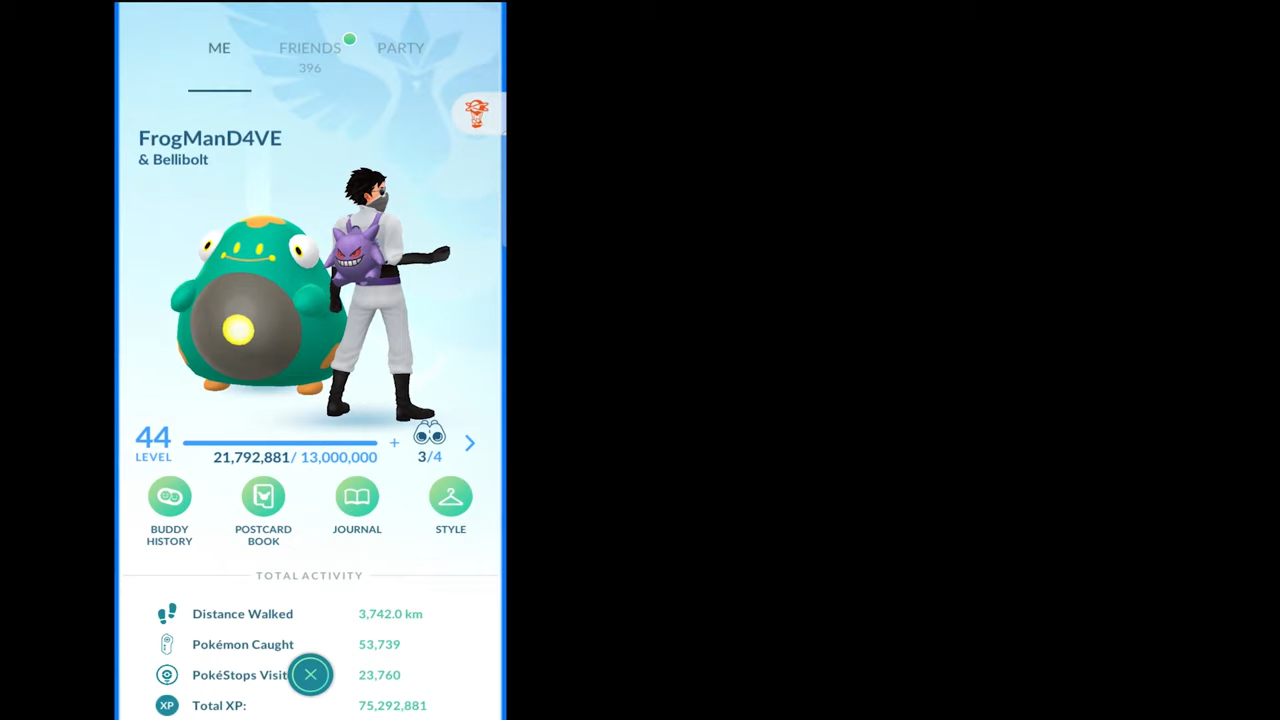 ME FRIENDS PARTY
396
FrogManD4VE
& Bellibolt
44
LEVEL
21,792,881/ 13,000,000
3/4
BUDDY HISTORY
POSTCARD BOOK
JOURNAL
STYLE
TOTAL ACTIVITY
Distance Walked 3,742.0 km
Pokémon Caught 53,739
PokéStops Visit 23,760
XP Total XP: 75,292,881